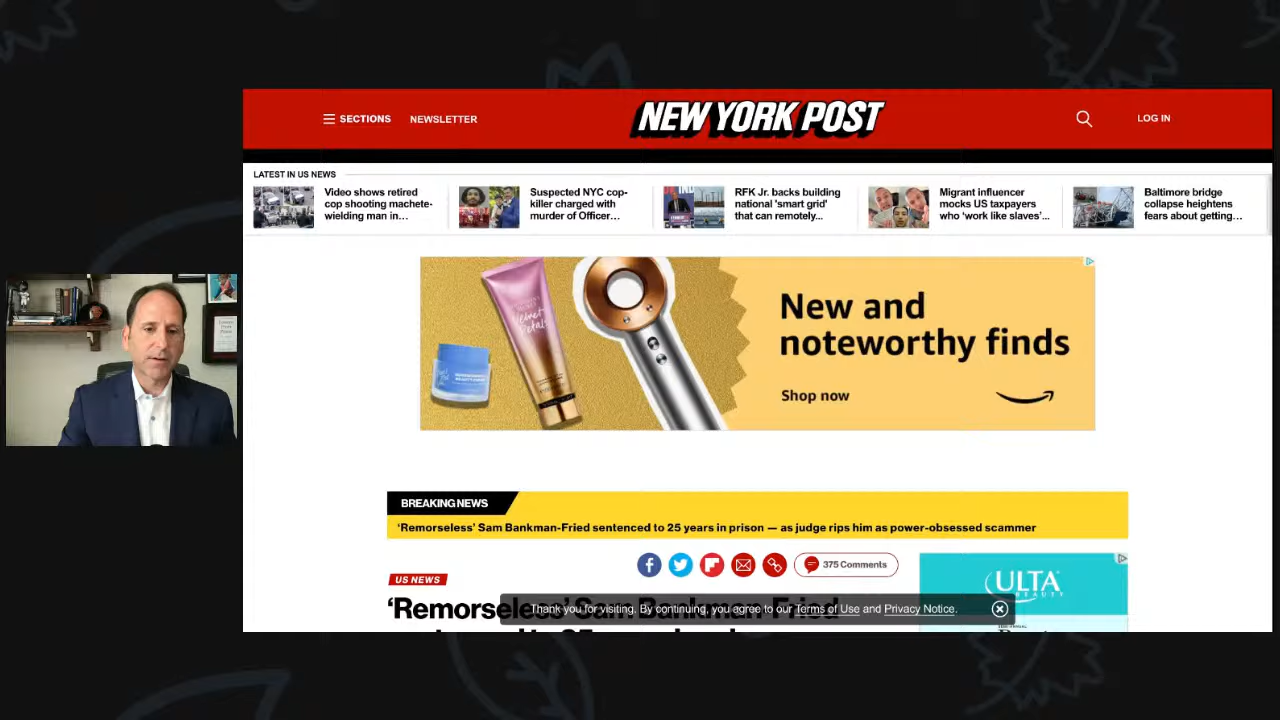 SECTIONS
NEWSLETTER
NEW YORK POST
LOG IN
LATEST IN US NEWS
Video shows retired
cop shooting machete-
wielding man in...
Suspected NYC cop-
killer charged with
murder of Officer...
RFK Jr. backs building
national 'smart grid'
that can remotely...
Migrant influencer
mocks US taxpayers
who ‘work like slaves’...
Baltimore bridge
collapse heightens
fears about getting...
New and
noteworthy finds
Shop now
BREAKING NEWS
‘Remorseless’ Sam Bankman-Fried sentenced to 25 years in prison — as judge rips him as power-obsessed scammer
375 Comments
US NEWS
ULTA
BEAUTY
‘Remorseless’ Sam Bankman-Fried
Thank you for visiting. By continuing, you agree to our Terms of Use and Privacy Notice.